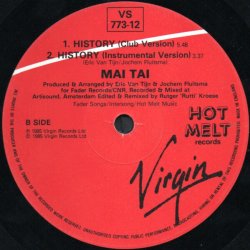 VS
773-12
1. HISTORY (Club Version) 5.48
2. HISTORY (Instrumental Version) 3.37
(Eric Van Tijn/Jochem Fluitsma)
MAI TAI
Produced & Arranged by Eric Van Tijn & Jochem Fluitsma
for Fader Records/CNR, Recorded & Mixed at
Artisound, Amsterdam Edited & Remixed by Rutger 'Rutti' Kroese
Fader Songs/Intersong Hot Melt Music
B SIDE
℗ 1985 Virgin Records Ltd
© 1985 Virgin Records Ltd
HOT
MELT
records
Virgin